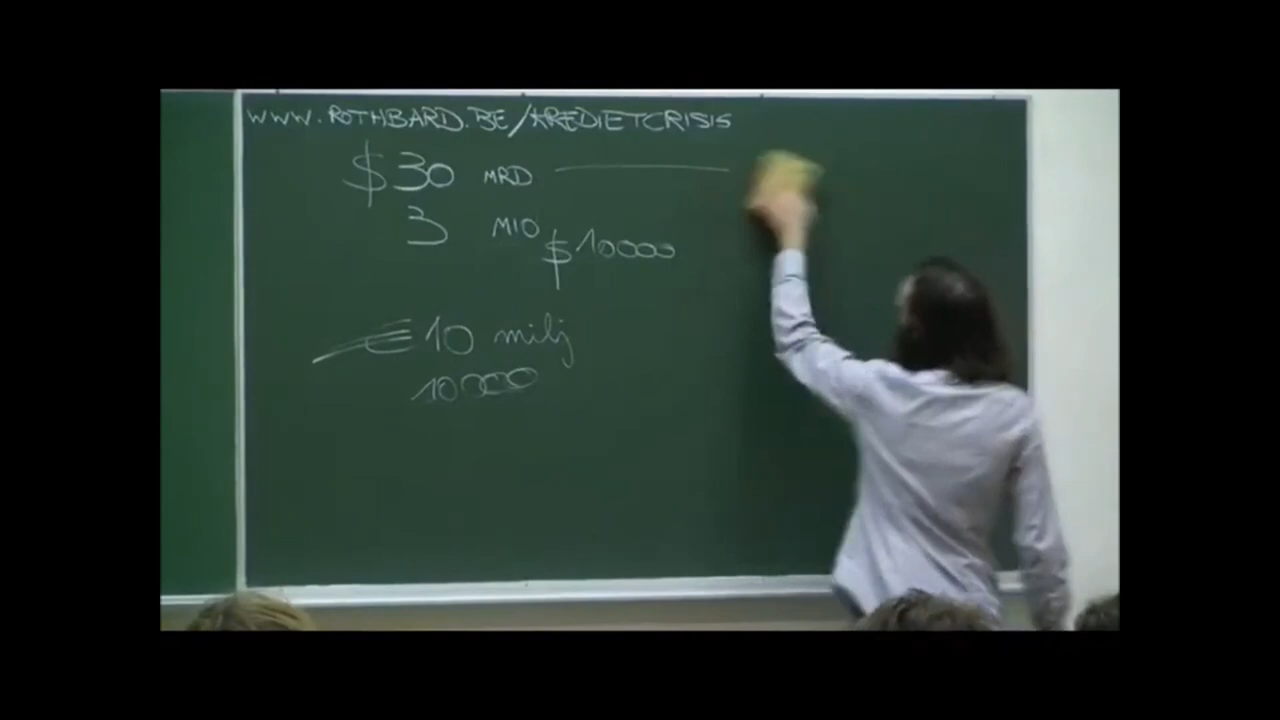 WWW.ROTHBARD.BE/KREDIETCRISIS
$30 MRD
3 MIO
$10000
€10 milj
10000